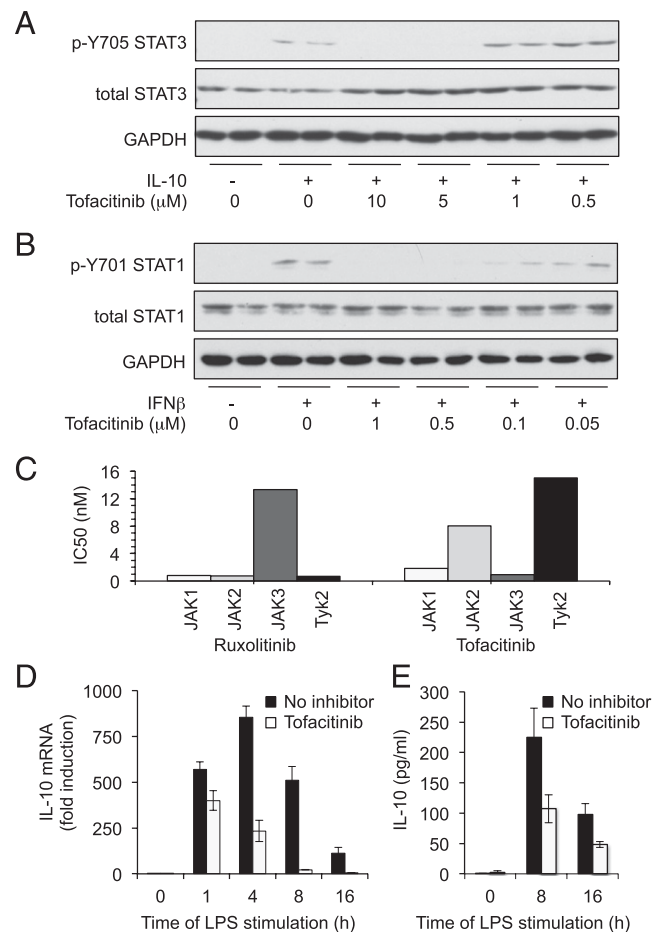 A
p-Y705 STAT3
total STAT3
GAPDH
IL-10 - + + + + +
Tofacitinib (μM) 0 0 10 5 1 0.5
B
p-Y701 STAT1
total STAT1
GAPDH
IFNβ - + + + + +
Tofacitinib (μM) 0 0 1 0.5 0.1 0.05
C
IC50 (nM)
16
12
8
4
0
JAK1 JAK2 JAK3 Tyk2 JAK1 JAK2 JAK3 Tyk2
Ruxolitinib Tofacitinib
D
IL-10 mRNA
(fold induction)
1000
750
500
250
0
No inhibitor
Tofacitinib
0 1 4 8 16
Time of LPS stimulation (h)
E
IL-10 (pg/ml)
300
250
200
150
100
50
0
No inhibitor
Tofacitinib
0 8 16
Time of LPS stimulation (h)